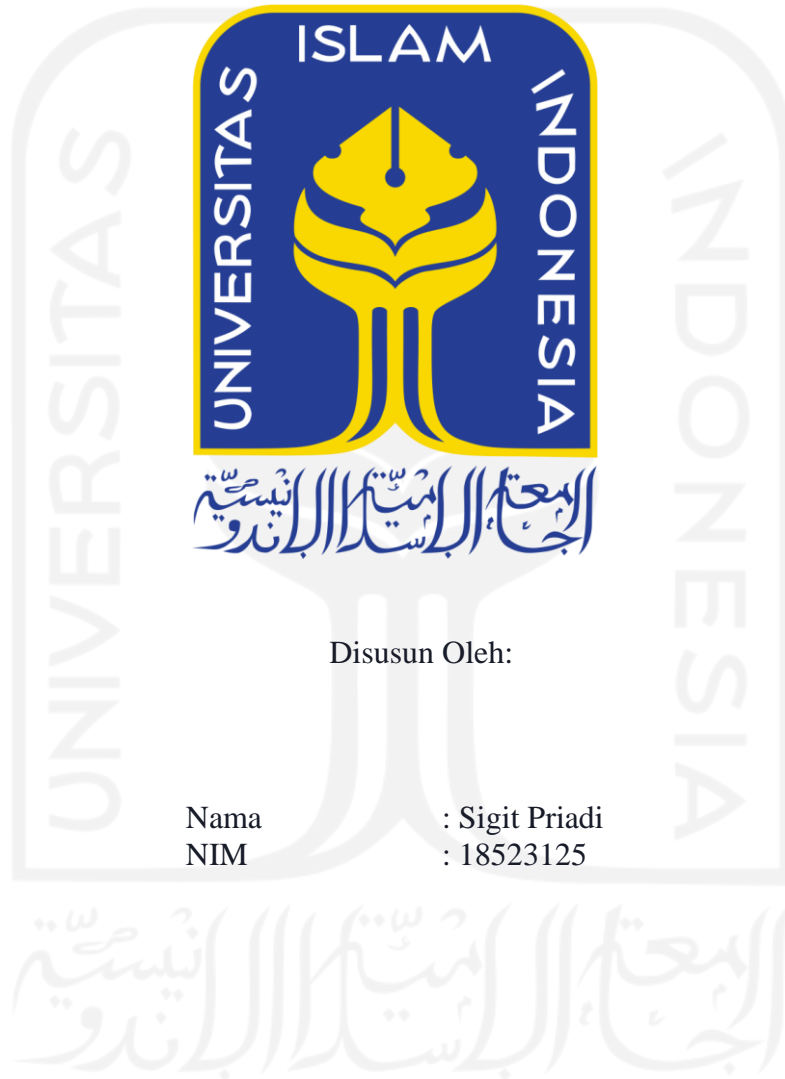 UNIVERSITAS
ISLAM
INDONESIA
الجامعة الإسلامية الإندونيسية
Disusun Oleh:
Nama : Sigit Priadi
NIM : 18523125